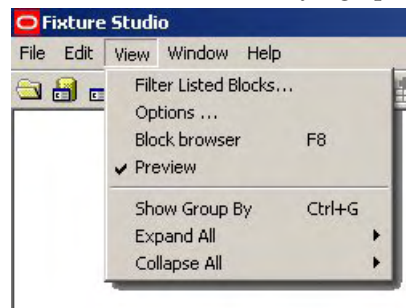 Fixture Studio
File Edit View Window Help
Filter Listed Blocks...
Options ...
Block browser F8
Preview
Show Group By Ctrl+G
Expand All
Collapse All